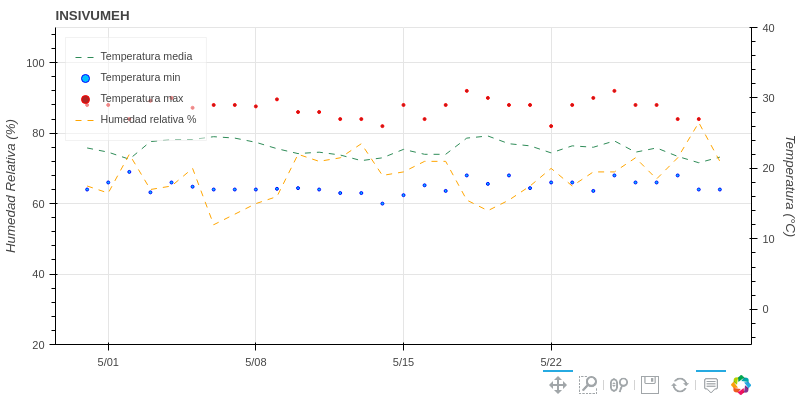 INSIVUMEH
Temperatura media
Temperatura min
Temperatura max
Humedad relativa %
Humedad Relativa (%)
100
80
60
40
20
40
30
20
10
0
Temperatura (°C)
5/01
5/08
5/15
5/22